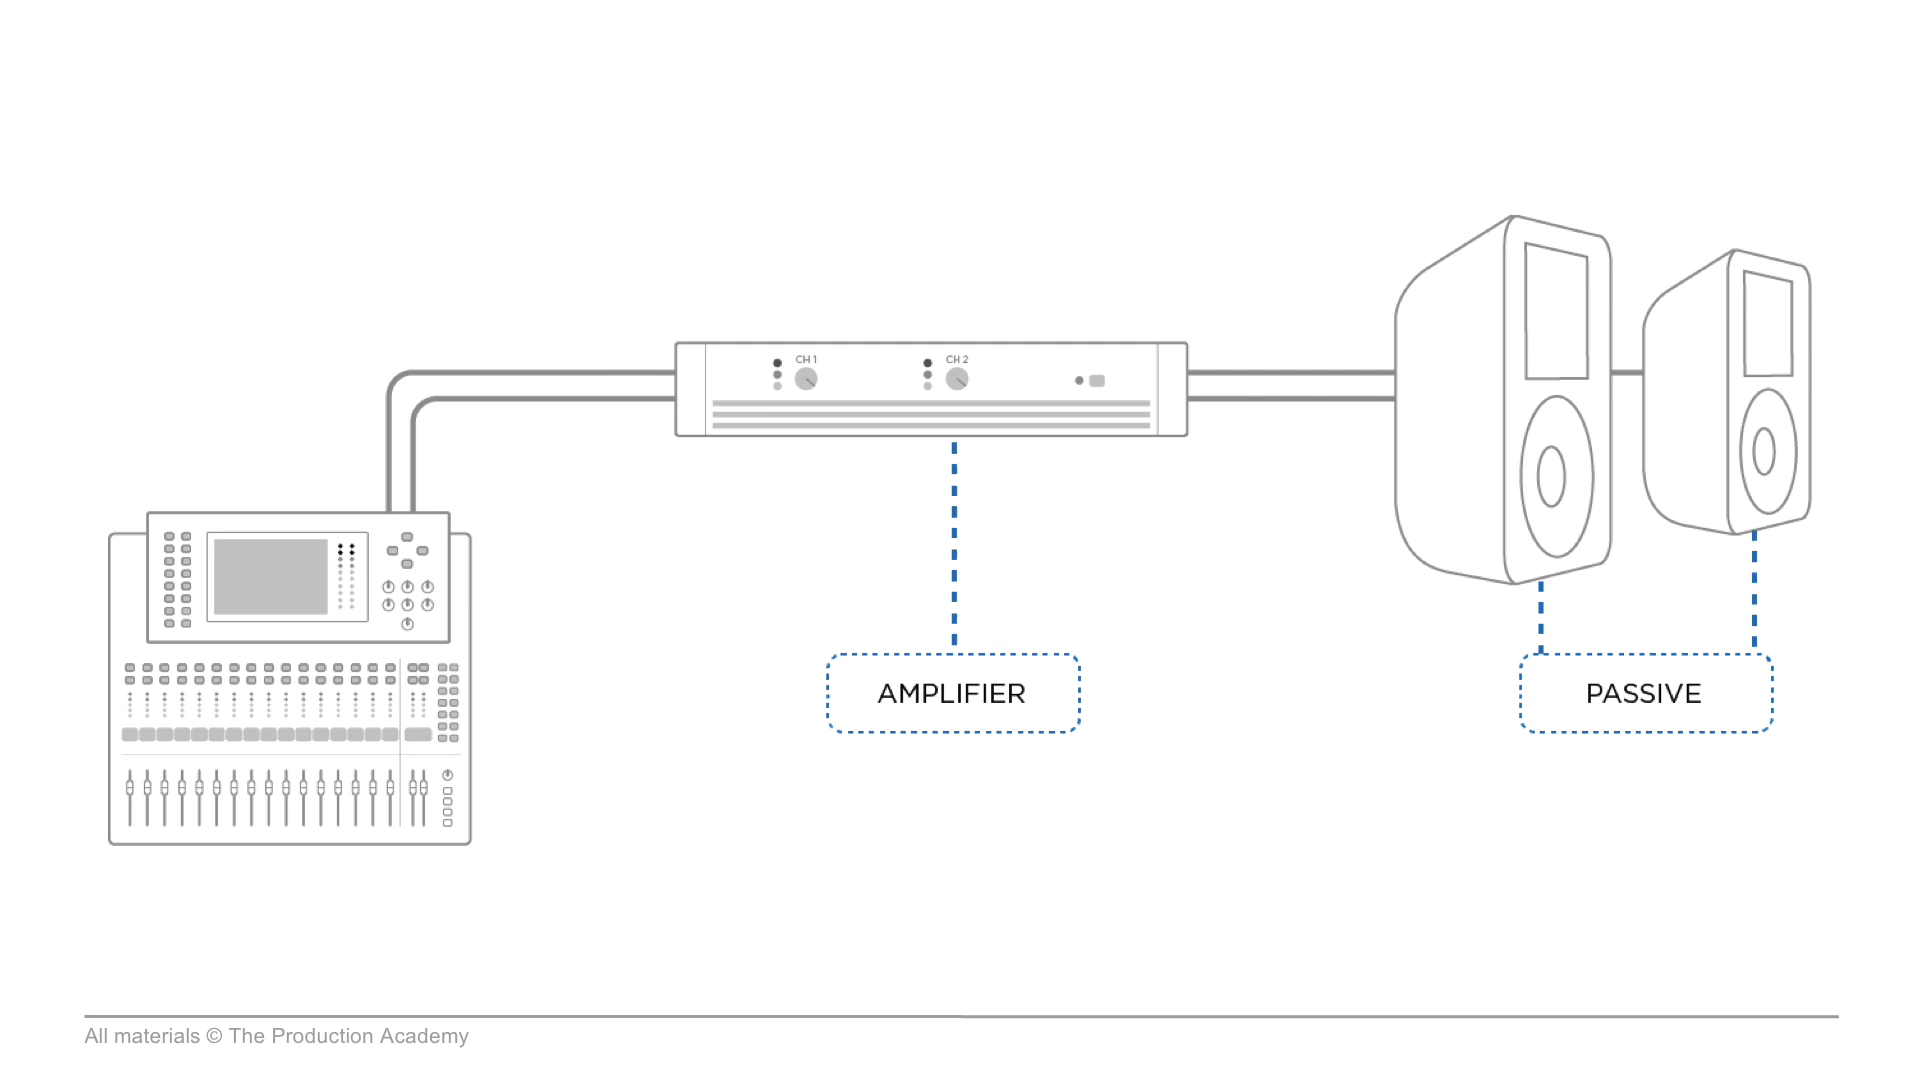 CH 1
CH 2
AMPLIFIER
PASSIVE
All materials © The Production Academy